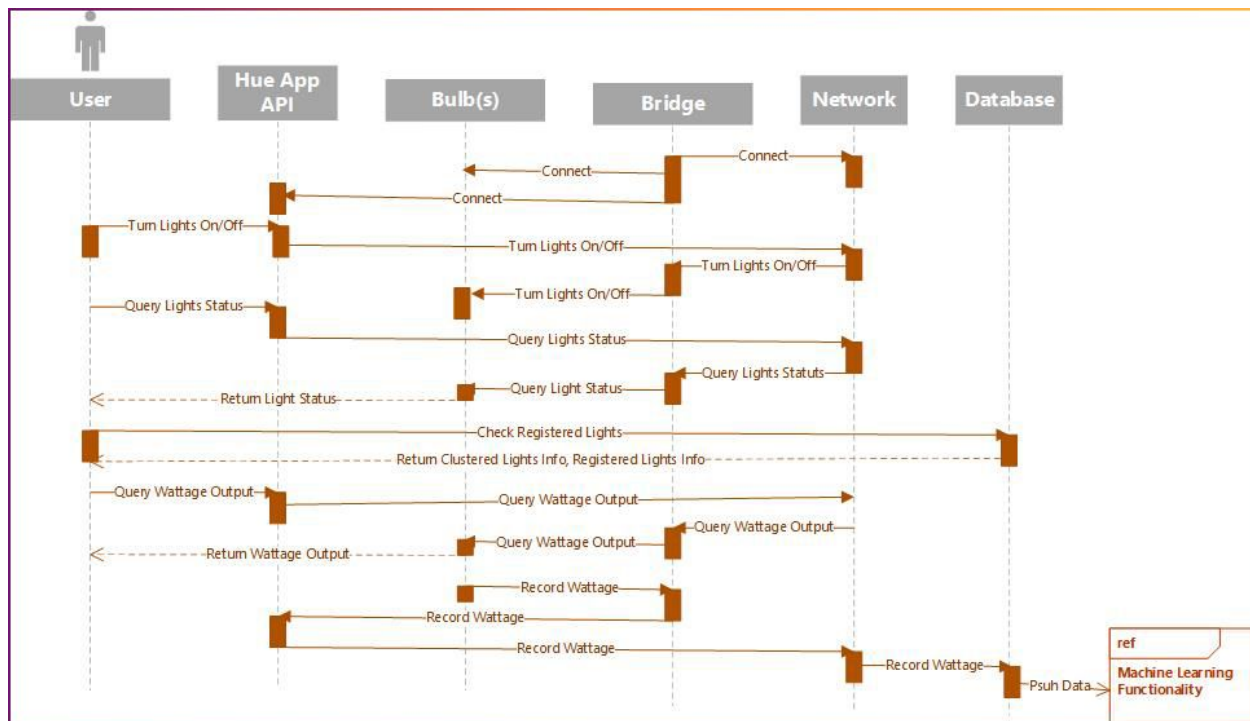 User
Hue App
API
Bulb(s)
Bridge
Network
Database
Connect
Connect
Connect
Turn Lights On/Off
Turn Lights On/Off
Turn Lights On/Off
Turn Lights On/Off
Query Lights Status
Query Lights Status
Query Lights Statuts
Query Light Status
Return Light Status
Check Registered Lights
Return Clustered Lights Info, Registered Lights Info
Query Wattage Output
Query Wattage Output
Query Wattage Output
Query Wattage Output
Return Wattage Output
Record Wattage
Record Wattage
Record Wattage
Record Wattage
Psuh Data
ref
Machine Learning
Functionality